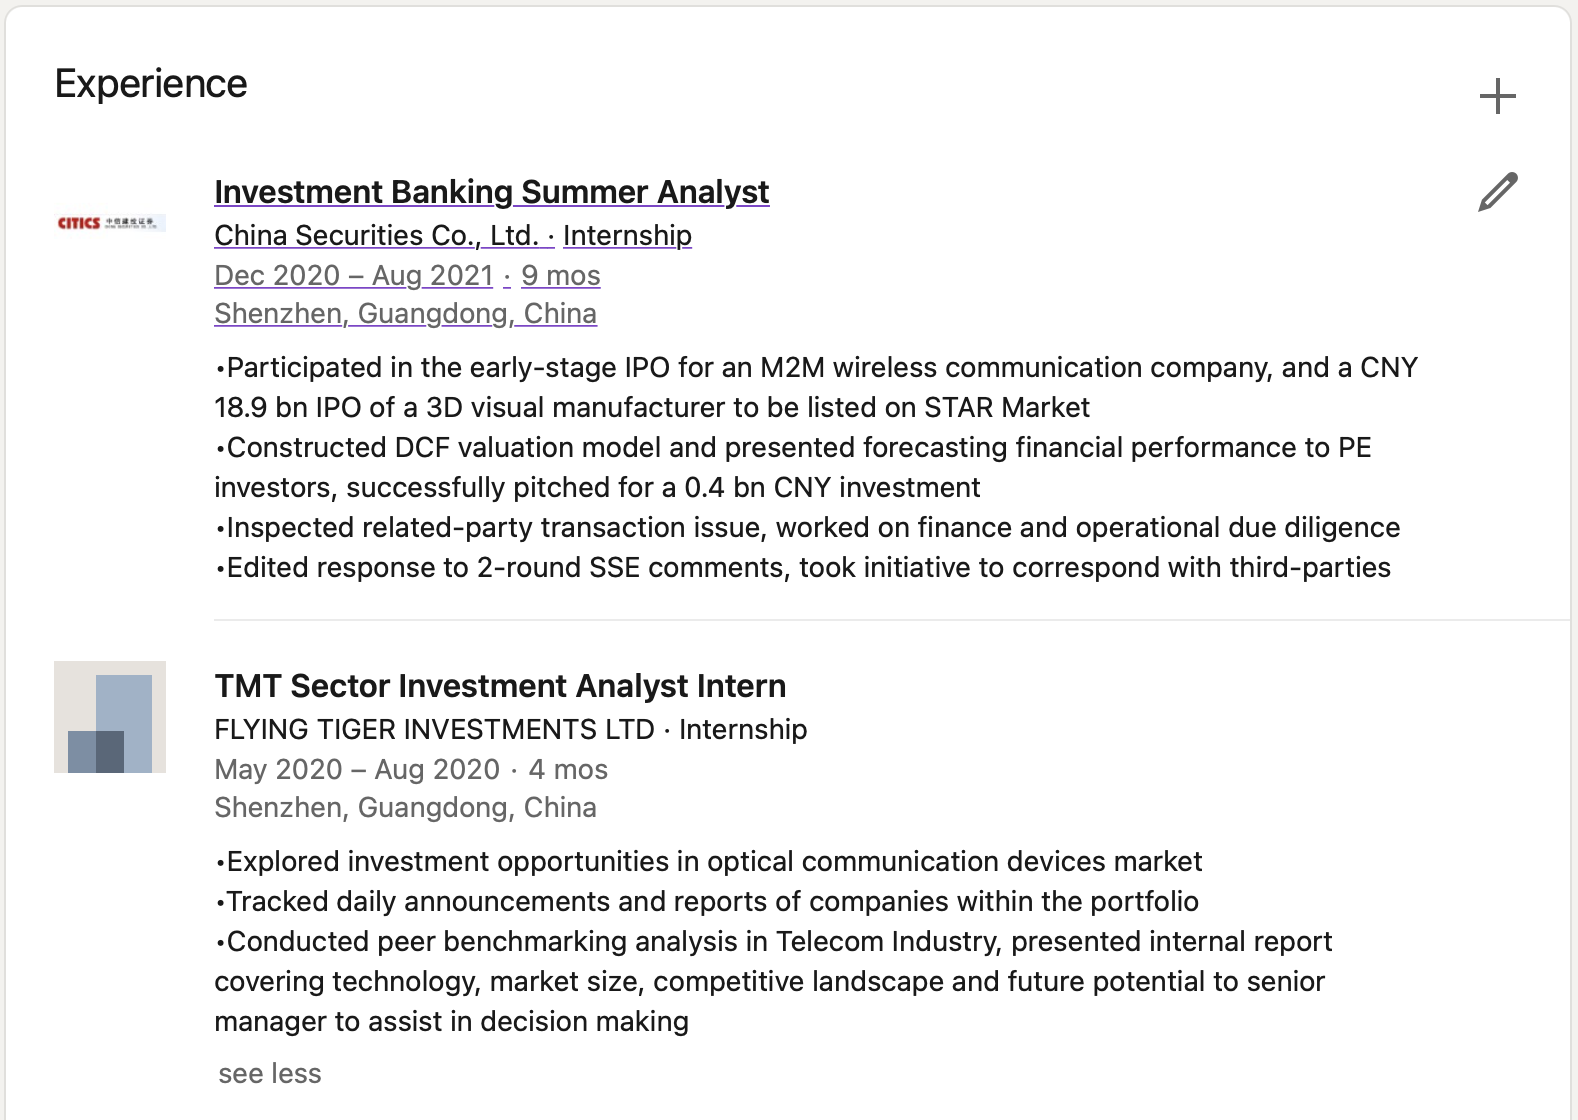 Experience
Investment Banking Summer Analyst
CITICS 中信建投证券
China Securities Co., Ltd. · Internship
Dec 2020 – Aug 2021 · 9 mos
Shenzhen, Guangdong, China
•Participated in the early-stage IPO for an M2M wireless communication company, and a CNY
18.9 bn IPO of a 3D visual manufacturer to be listed on STAR Market
•Constructed DCF valuation model and presented forecasting financial performance to PE
investors, successfully pitched for a 0.4 bn CNY investment
•Inspected related-party transaction issue, worked on finance and operational due diligence
•Edited response to 2-round SSE comments, took initiative to correspond with third-parties
TMT Sector Investment Analyst Intern
FLYING TIGER INVESTMENTS LTD · Internship
May 2020 – Aug 2020 · 4 mos
Shenzhen, Guangdong, China
•Explored investment opportunities in optical communication devices market
•Tracked daily announcements and reports of companies within the portfolio
•Conducted peer benchmarking analysis in Telecom Industry, presented internal report
covering technology, market size, competitive landscape and future potential to senior
manager to assist in decision making
see less